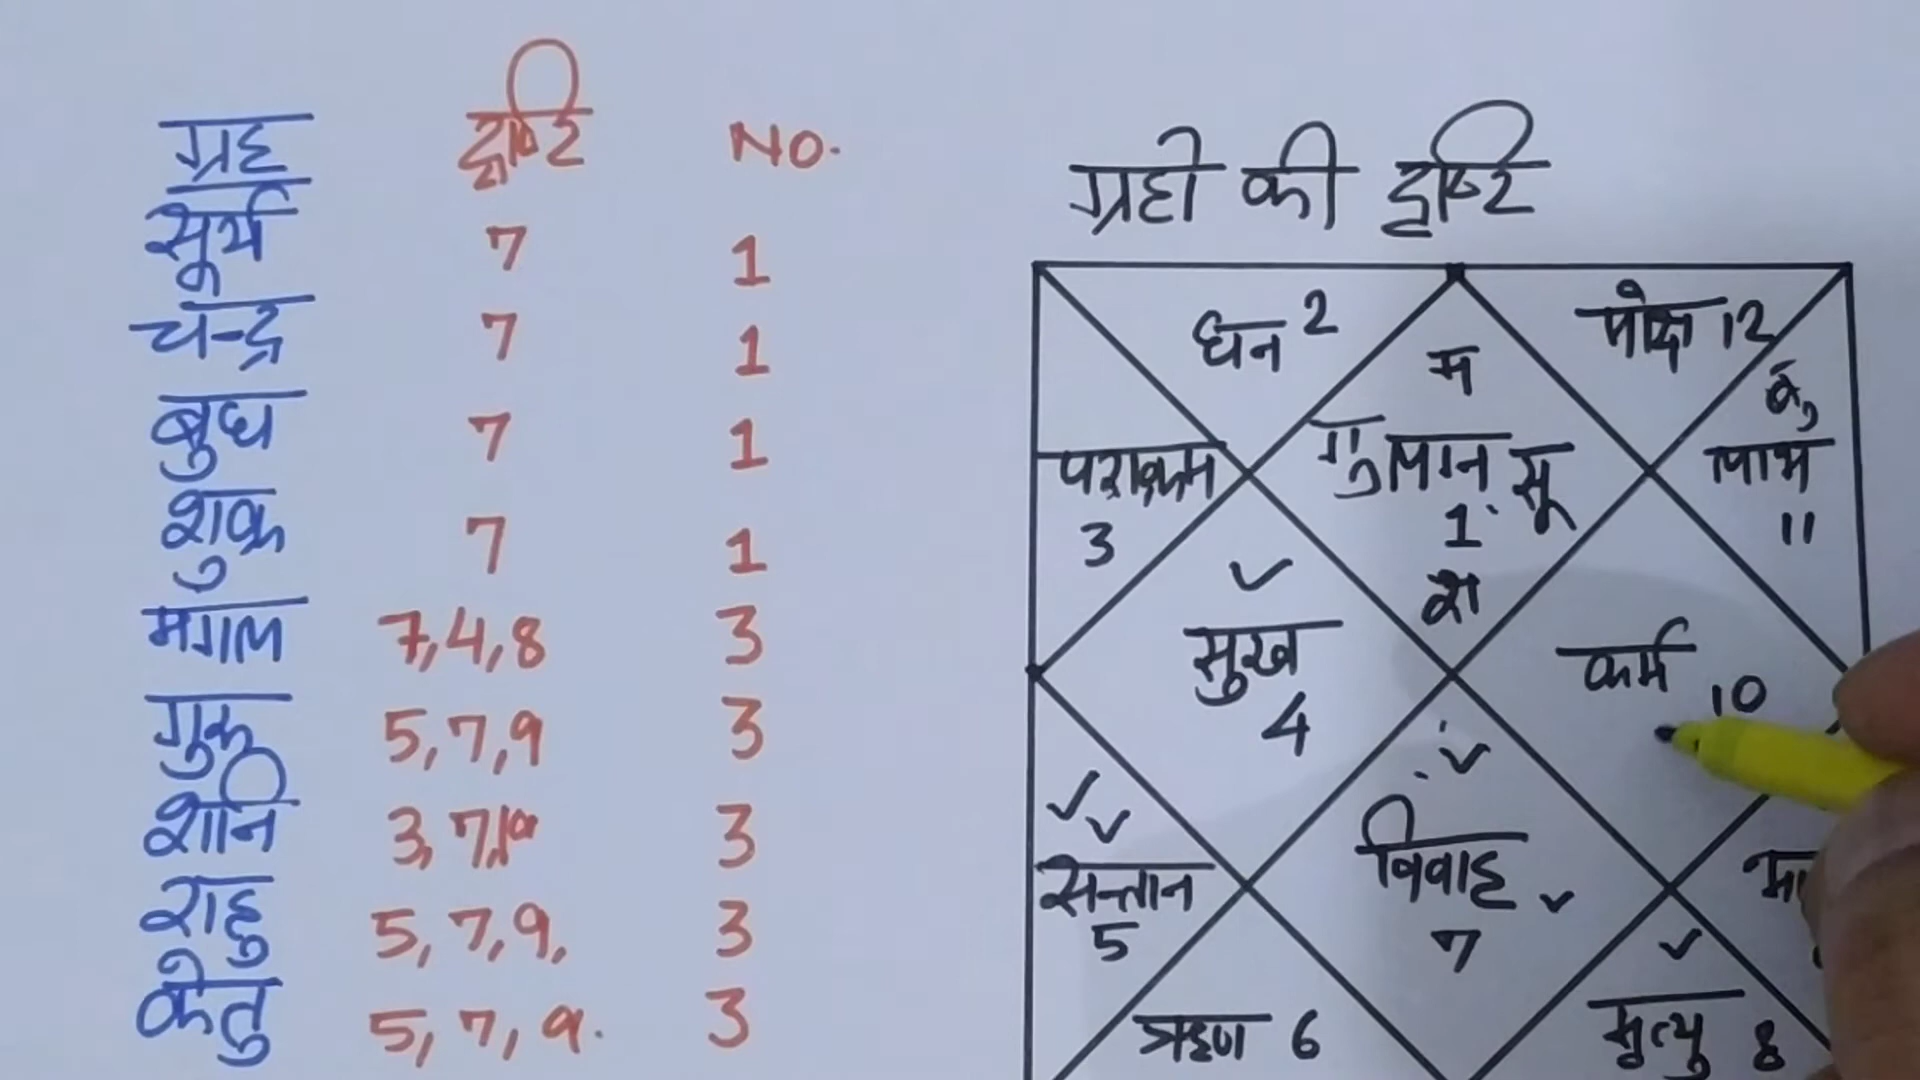 ग्रह दृष्टि No.
सूर्य 7 1
चन्द्र 7 1
बुध 7 1
शुक्र 7 1
मंगल 7,4,8 3
गुरू 5,7,9 3
शनि 3,7,10 3
राहु 5,7,9, 3
केतु 5,7,9. 3
ग्रहो की दृष्टि
धन 2
मोक्ष 12
म
गु लग्न सू
1
श
के,
लाभ
11
पराक्रम
3
सुख
4
कर्म 10
सन्तान
5
विवाह
7
ऋण 6
मृत्यु 8